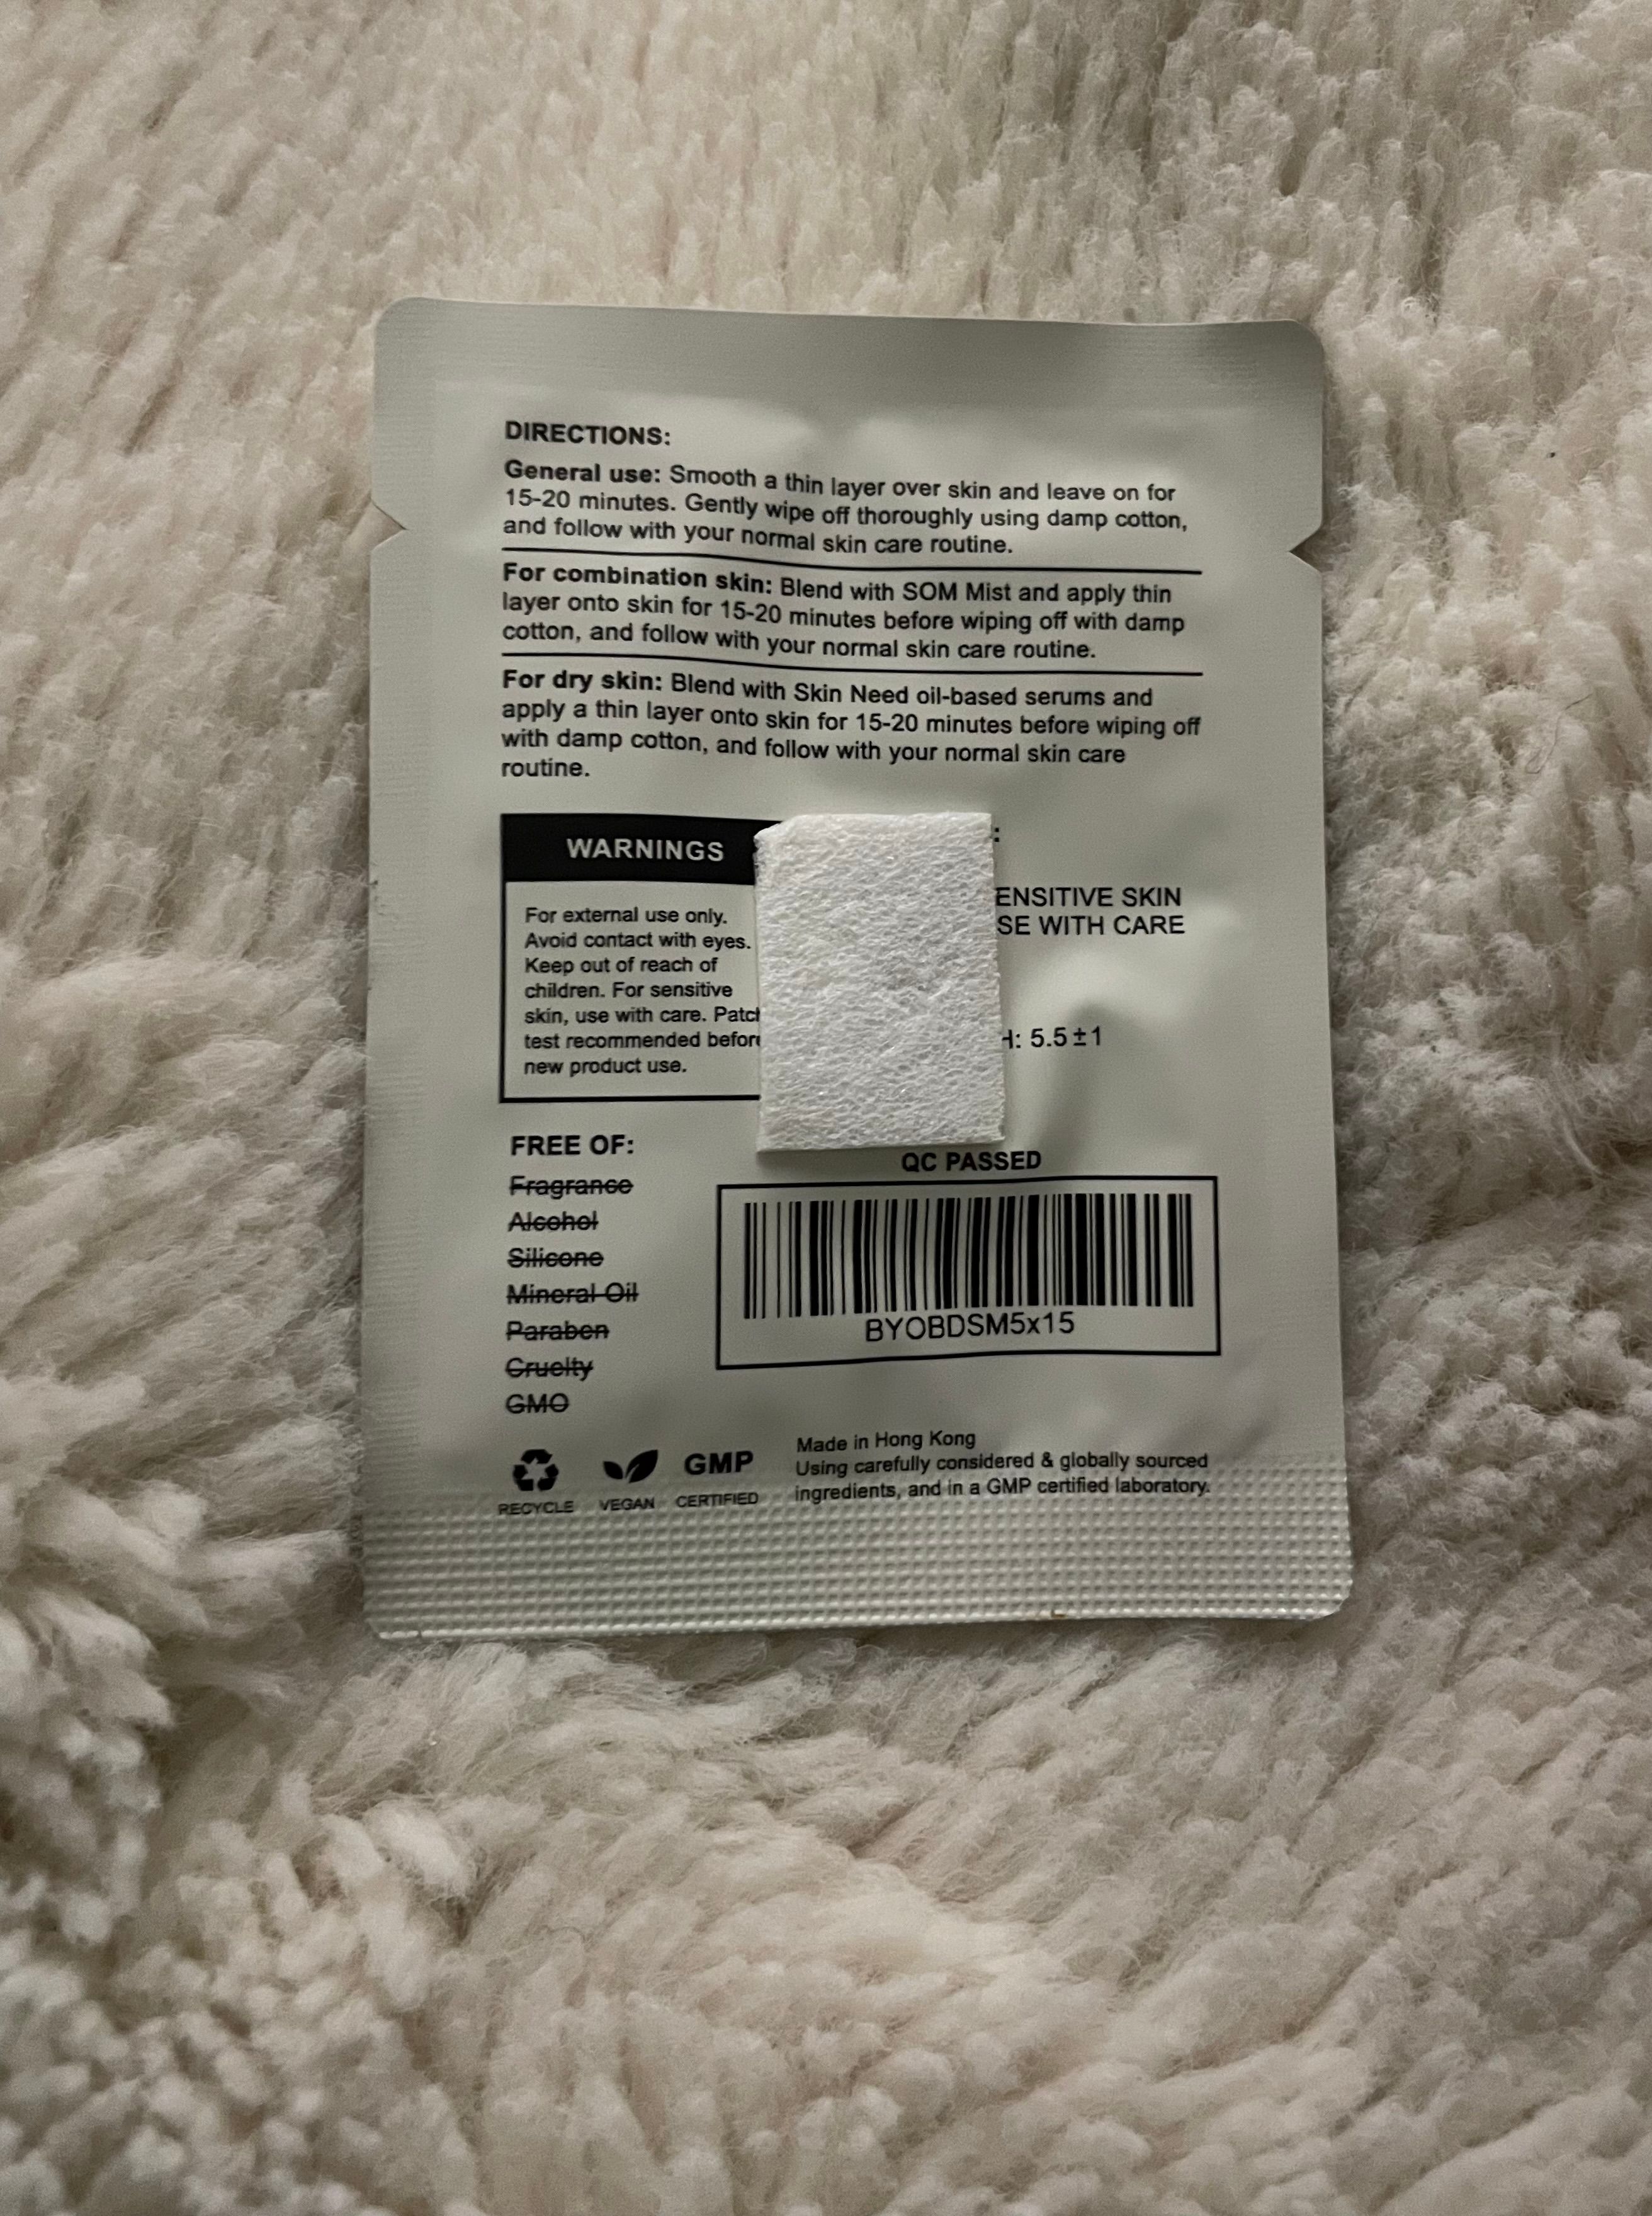 DIRECTIONS:
General use: Smooth a thin layer over skin and leave on for
15-20 minutes. Gently wipe off thoroughly using damp cotton,
and follow with your normal skin care routine.
For combination skin: Blend with SOM Mist and apply thin
layer onto skin for 15-20 minutes before wiping off with damp
cotton, and follow with your normal skin care routine.
For dry skin: Blend with Skin Need oil-based serums and
apply a thin layer onto skin for 15-20 minutes before wiping off
with damp cotton, and follow with your normal skin care
routine.
WARNINGS
For external use only.
Avoid contact with eyes.
Keep out of reach of
children. For sensitive
skin, use with care. Patch
test recommended before
new product use.
:
ENSITIVE SKIN
SE WITH CARE
H: 5.5±1
FREE OF:
Fragrance
Alcohol
Silicone
Mineral Oil
Paraben
Cruelty
GMO
QC PASSED
BYOBDSM5x15
RECYCLE
VEGAN
GMP
CERTIFIED
Made in Hong Kong
Using carefully considered & globally sourced
ingredients, and in a GMP certified laboratory.